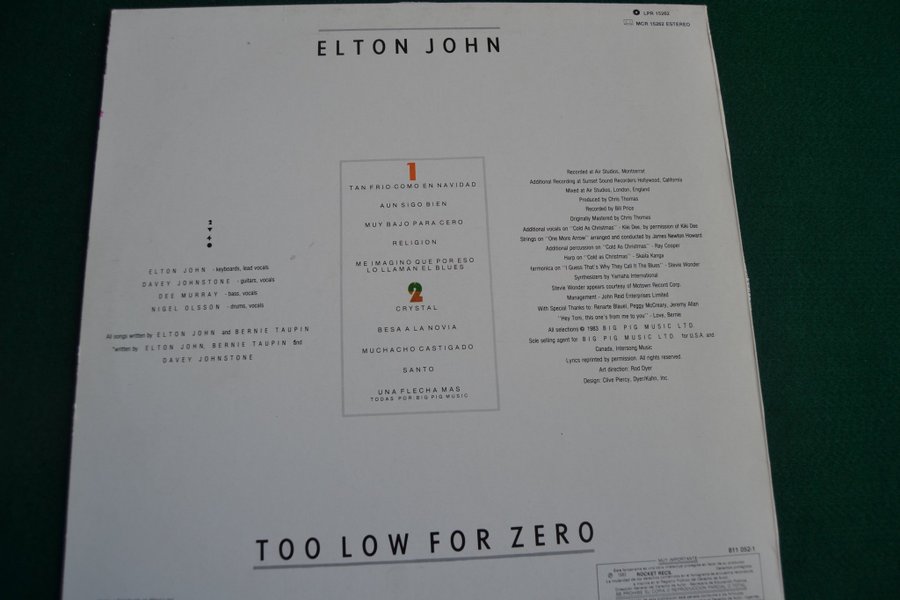 LPR 15262
MCR 15262 ESTEREO
ELTON JOHN
1
TAN FRIO COMO EN NAVIDAD
AUN SIGO BIEN
MUY BAJO PARA CERO
RELIGION
ME IMAGINO QUE POR ESO
LO LLAMAN EL BLUES
2
CRYSTAL
BESA A LA NOVIA
MUCHACHO CASTIGADO
SANTO
UNA FLECHA MAS
TODAS POR BIG PIG MUSIC
ELTON JOHN - keyboards, lead vocals
DAVEY JOHNSTONE - guitars, vocals
DEE MURRAY - bass, vocals
NIGEL OLSSON - drums, vocals
All songs written by ELTON JOHN and BERNIE TAUPIN
*written by ELTON JOHN, BERNIE TAUPIN and
DAVEY JOHNSTONE
Recorded at Air Studios, Montserrat
Additional Recording at Sunset Sound Recorders Hollywood, California
Mixed at Air Studios, London, England
Produced by Chris Thomas
Recorded by Bill Price
Originally Mastered by Chris Thomas
Additional vocals on "Cold As Christmas" - Kiki Dee, by permission of Kiki Dee
Strings on "One More Arrow" arranged and conducted by James Newton Howard
Additional percussion on "Cold As Christmas" - Ray Cooper
Harp on "Cold as Christmas" - Skaila Kanga
Harmonica on "I Guess That's Why They Call It The Blues" - Stevie Wonder
Synthesizers by Yamaha International
Stevie Wonder appears courtesy of Motown Record Corp.
Management - John Reid Enterprises Limited
With Special Thanks to: Renate Blauel, Peggy McCreary, Jeremy Allan
"Hey Toni, this one's from me to you" - Love, Bernie
All selections © 1983 BIG PIG MUSIC LTD.
Sole selling agent for BIG PIG MUSIC LTD. for U.S.A. and
Canada, Intersong Music
Lyrics reprinted by permission. All rights reserved.
Art direction: Rod Dyer
Design: Clive Piercy, Dyer/Kahn, Inc.
TOO LOW FOR ZERO
811 052-1
MUY IMPORTANTE
ROCKET RECS.